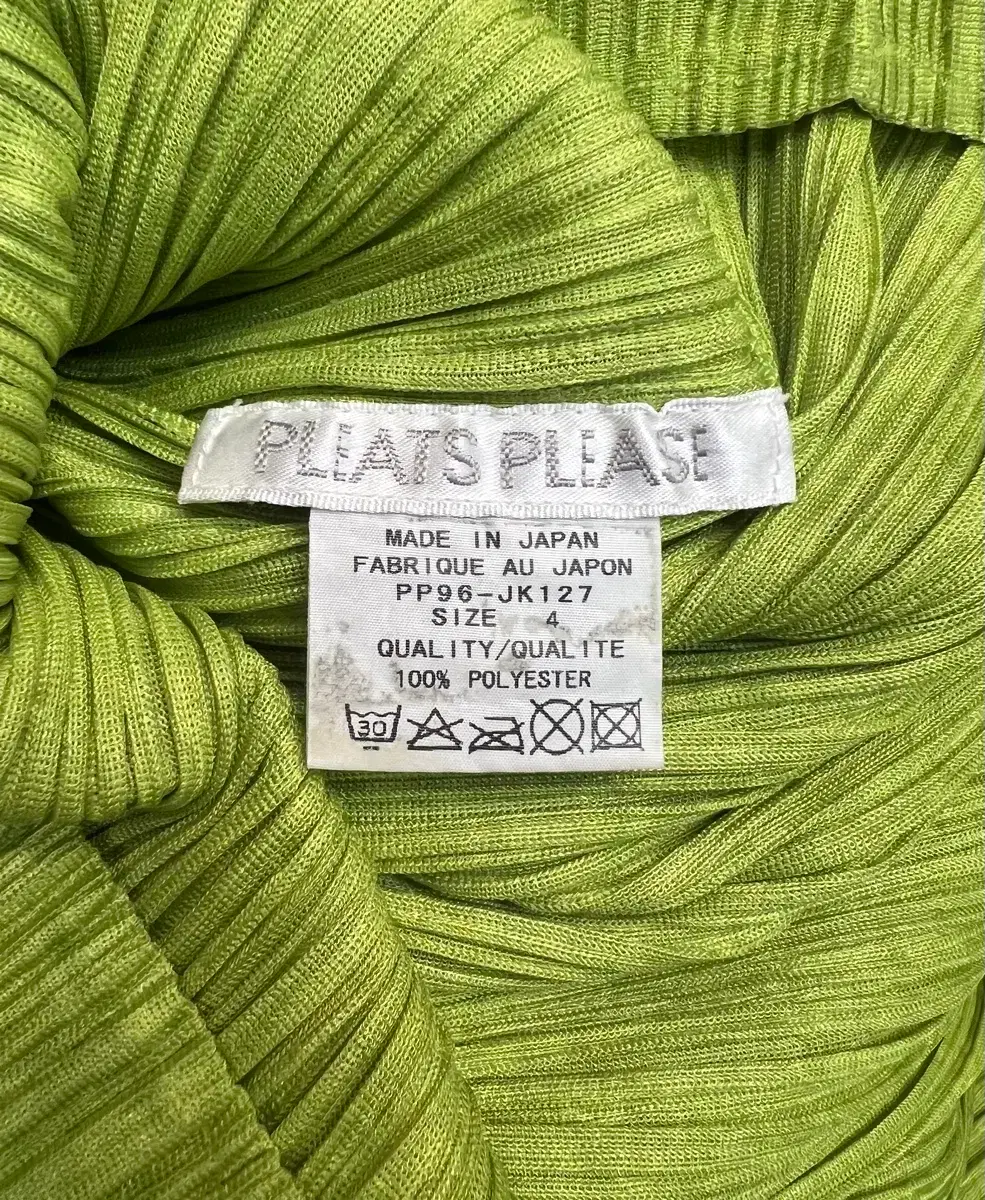 PLEATS PLEASE
MADE IN JAPAN
FABRIQUE AU JAPON
PP96-JK127
SIZE 4
QUALITY/QUALITE
100% POLYESTER
30